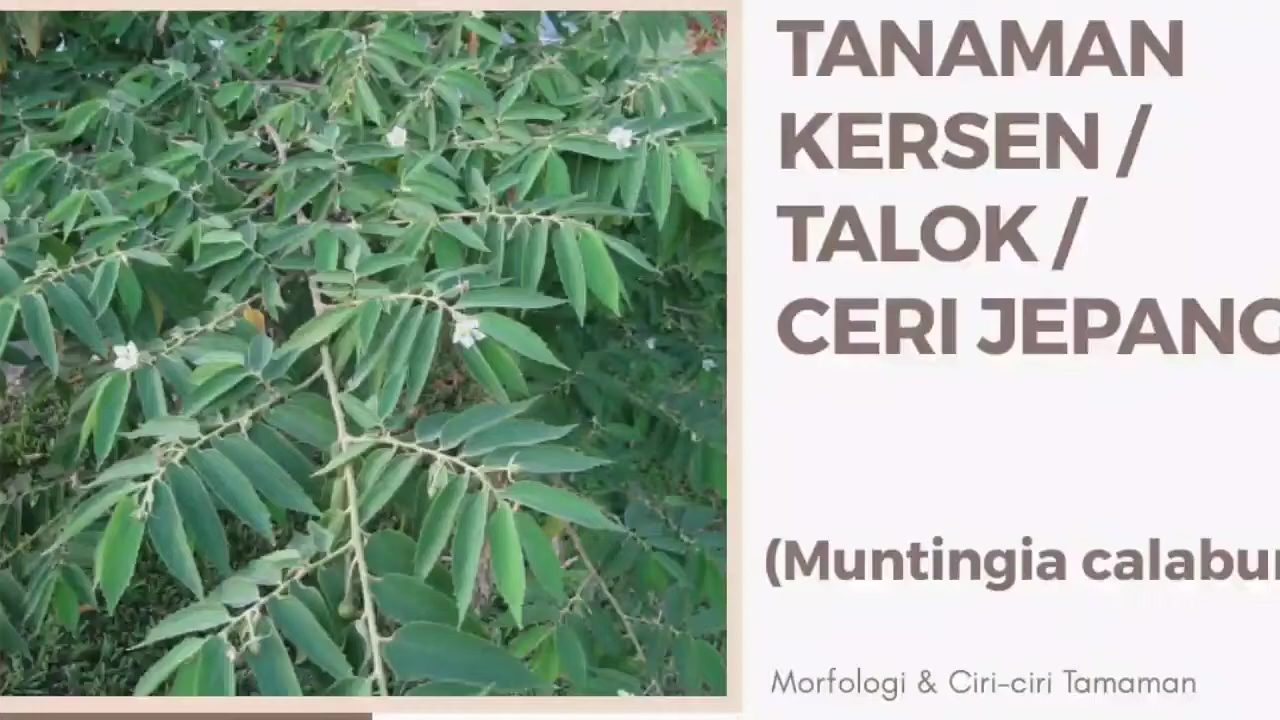 TANAMAN
KERSEN /
TALOK /
CERI JEPANG
(Muntingia calabur
Morfologi & Ciri-ciri Tamaman